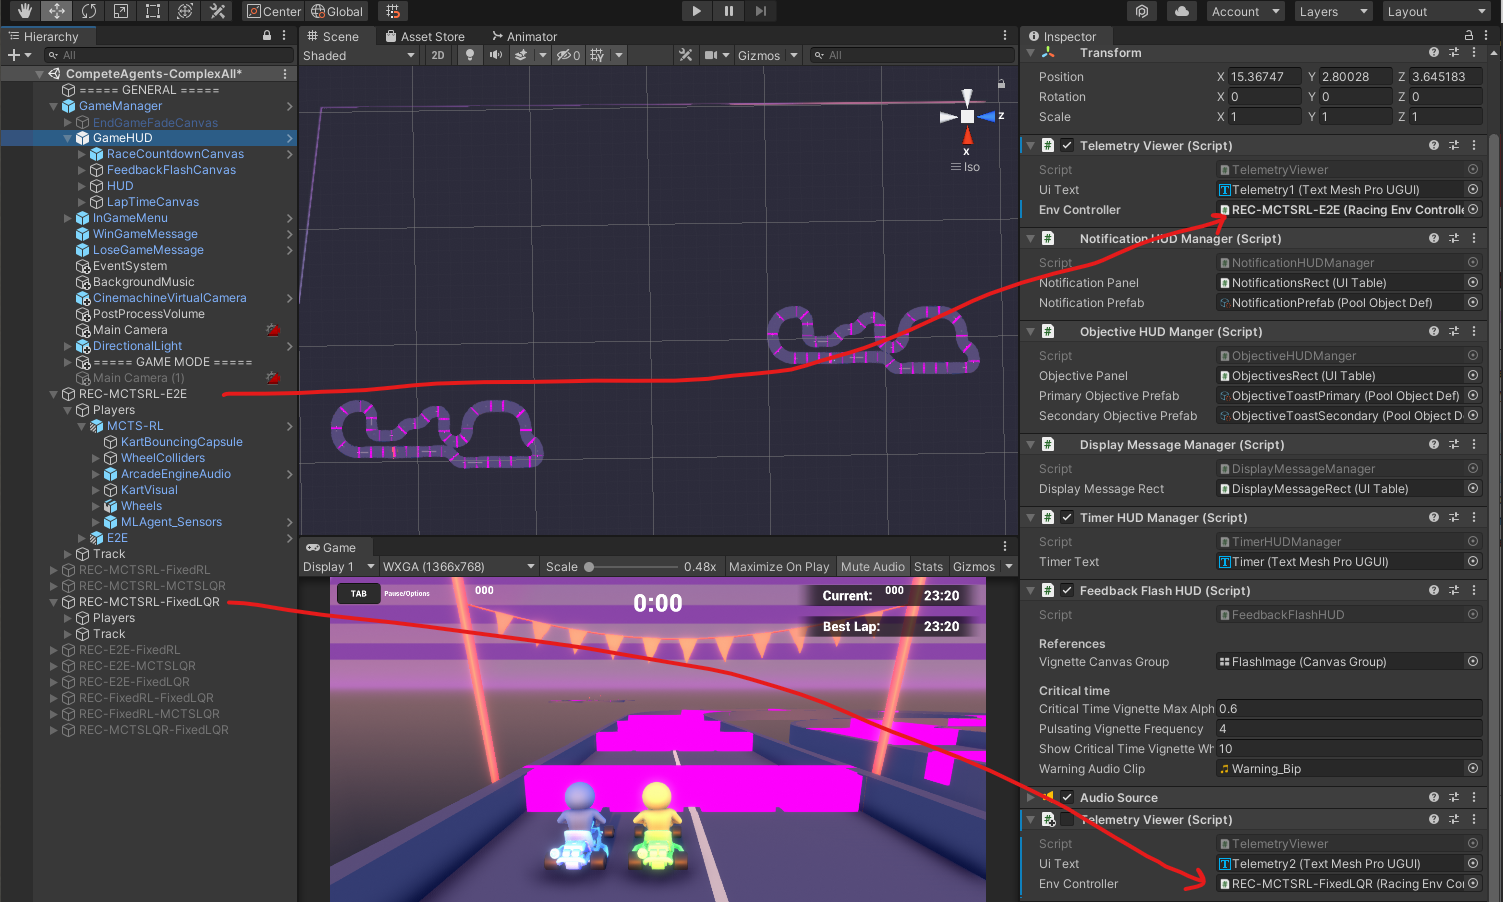 Center
Global
Account
Layers
Layout
Hierarchy
All
CompeteAgents-ComplexAll*
===== GENERAL =====
GameManager
EndGameFadeCanvas
GameHUD
RaceCountdownCanvas
FeedbackFlashCanvas
HUD
LapTimeCanvas
InGameMenu
WinGameMessage
LoseGameMessage
EventSystem
BackgroundMusic
CinemachineVirtualCamera
PostProcessVolume
Main Camera
DirectionalLight
===== GAME MODE =====
Main Camera (1)
REC-MCTSRL-E2E
Players
MCTS-RL
KartBouncingCapsule
WheelColliders
ArcadeEngineAudio
KartVisual
Wheels
MLAgent_Sensors
E2E
Track
REC-MCTSRL-FixedRL
REC-MCTSRL-MCTSLQR
REC-MCTSRL-FixedLQR
Players
Track
REC-E2E-FixedRL
REC-E2E-MCTSLQR
REC-E2E-FixedLQR
REC-FixedRL-FixedLQR
REC-FixedRL-MCTSLQR
REC-MCTSLQR-FixedLQR
Scene Asset Store Animator
Shaded 2D 0 Gizmos All
z
x
Iso
Game
Display 1 WXGA (1366x768) Scale 0.48x Maximize On Play Mute Audio Stats Gizmos
TAB Pause/Options 000 0:00 Current: 000 23:20
Best Lap: 23:20
Inspector
Transform
Position X 15.36747 Y 2.80028 Z 3.645183
Rotation X 0 Y 0 Z 0
Scale X 1 Y 1 Z 1
Telemetry Viewer (Script)
Script TelemetryViewer
Ui Text Telemetry1 (Text Mesh Pro UGUI)
Env Controller REC-MCTSRL-E2E (Racing Env Controlle
Notification HUD Manager (Script)
Script NotificationHUDManager
Notification Panel NotificationsRect (UI Table)
Notification Prefab NotificationPrefab (Pool Object Def)
Objective HUD Manger (Script)
Script ObjectiveHUDManger
Objective Panel ObjectivesRect (UI Table)
Primary Objective Prefab ObjectiveToastPrimary (Pool Object Def)
Secondary Objective Prefab ObjectiveToastSecondary (Pool Object D
Display Message Manager (Script)
Script DisplayMessageManager
Display Message Rect DisplayMessageRect (UI Table)
Timer HUD Manager (Script)
Script TimerHUDManager
Timer Text Timer (Text Mesh Pro UGUI)
Feedback Flash HUD (Script)
Script FeedbackFlashHUD
References
Vignette Canvas Group FlashImage (Canvas Group)
Critical time
Critical Time Vignette Max Alph 0.6
Pulsating Vignette Frequency 4
Show Critical Time Vignette Wh 10
Warning Audio Clip Warning_Bip
Audio Source
Telemetry Viewer (Script)
Script TelemetryViewer
Ui Text Telemetry2 (Text Mesh Pro UGUI)
Env Controller REC-MCTSRL-FixedLQR (Racing Env Co